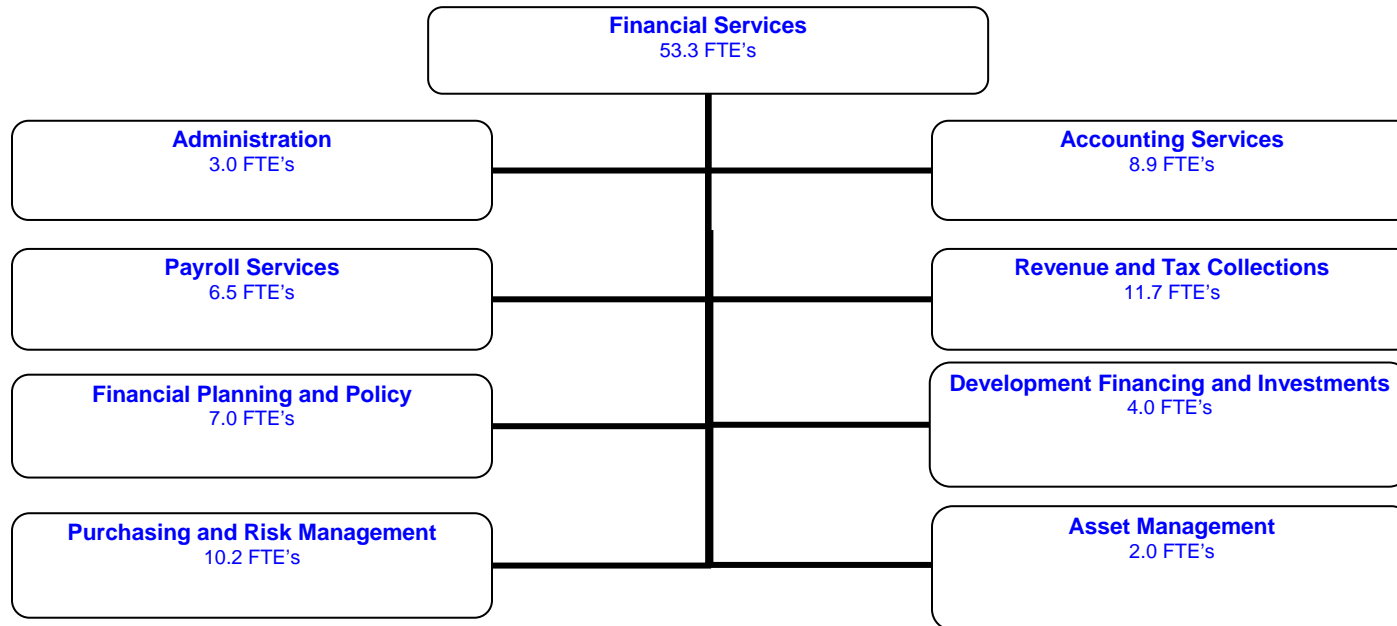 Financial Services
53.3 FTE’s
Administration
3.0 FTE’s
Accounting Services
8.9 FTE’s
Payroll Services
6.5 FTE’s
Revenue and Tax Collections
11.7 FTE’s
Financial Planning and Policy
7.0 FTE’s
Development Financing and Investments
4.0 FTE’s
Purchasing and Risk Management
10.2 FTE’s
Asset Management
2.0 FTE’s